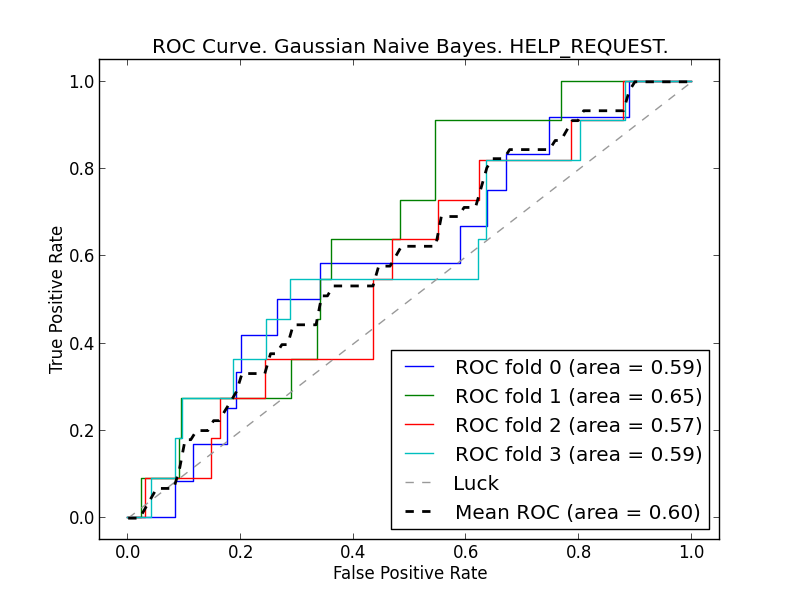 ROC Curve. Gaussian Naive Bayes. HELP_REQUEST.
True Positive Rate
1.0
0.8
0.6
0.4
0.2
0.0
ROC fold 0 (area = 0.59)
ROC fold 1 (area = 0.65)
ROC fold 2 (area = 0.57)
ROC fold 3 (area = 0.59)
Luck
Mean ROC (area = 0.60)
0.0 0.2 0.4 0.6 0.8 1.0
False Positive Rate